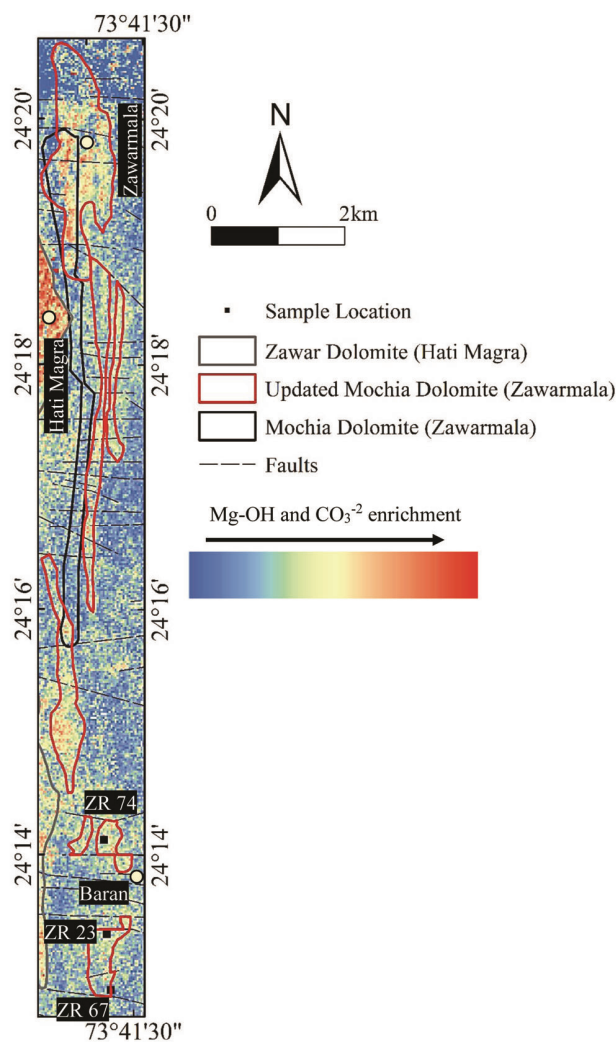 73°41'30"
24°20'
24°20'
Zawarmala
N
0
2km
Sample Location
Hati Magra
24°18'
24°18'
Zawar Dolomite (Hati Magra)
Updated Mochia Dolomite (Zawarmala)
Mochia Dolomite (Zawarmala)
Faults
Mg-OH and CO₃⁻² enrichment
24°16'
24°16'
ZR 74
24°14'
24°14'
Baran
ZR 23
ZR 67
73°41'30"